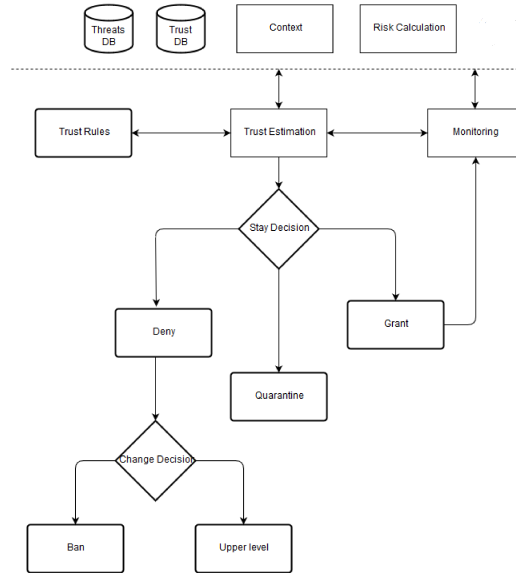 Threats
DB
Trust
DB
Context
Risk Calculation
Trust Rules
Trust Estimation
Monitoring
Stay Decision
Deny
Grant
Quarantine
Change Decision
Ban
Upper level